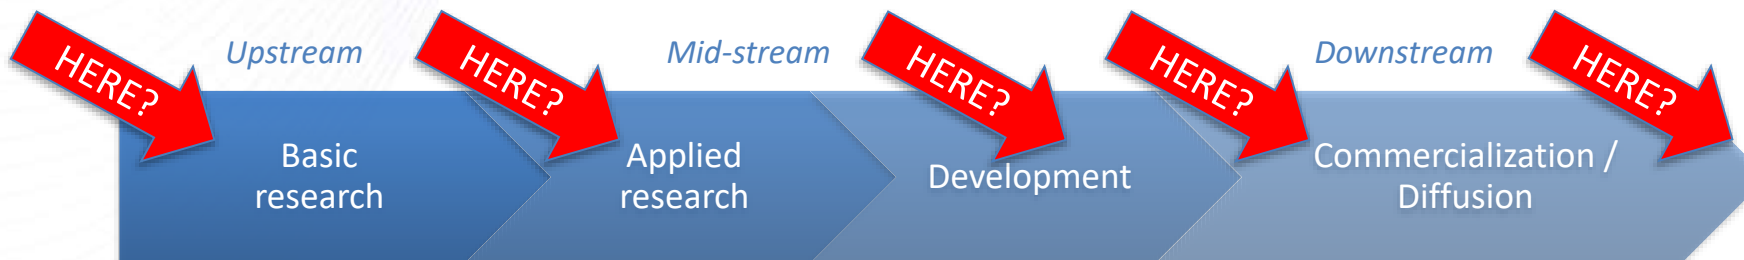 Upstream
Mid-stream
Downstream
HERE?
HERE?
HERE?
HERE?
HERE?
Basic
research
Applied
research
Development
Commercialization /
Diffusion